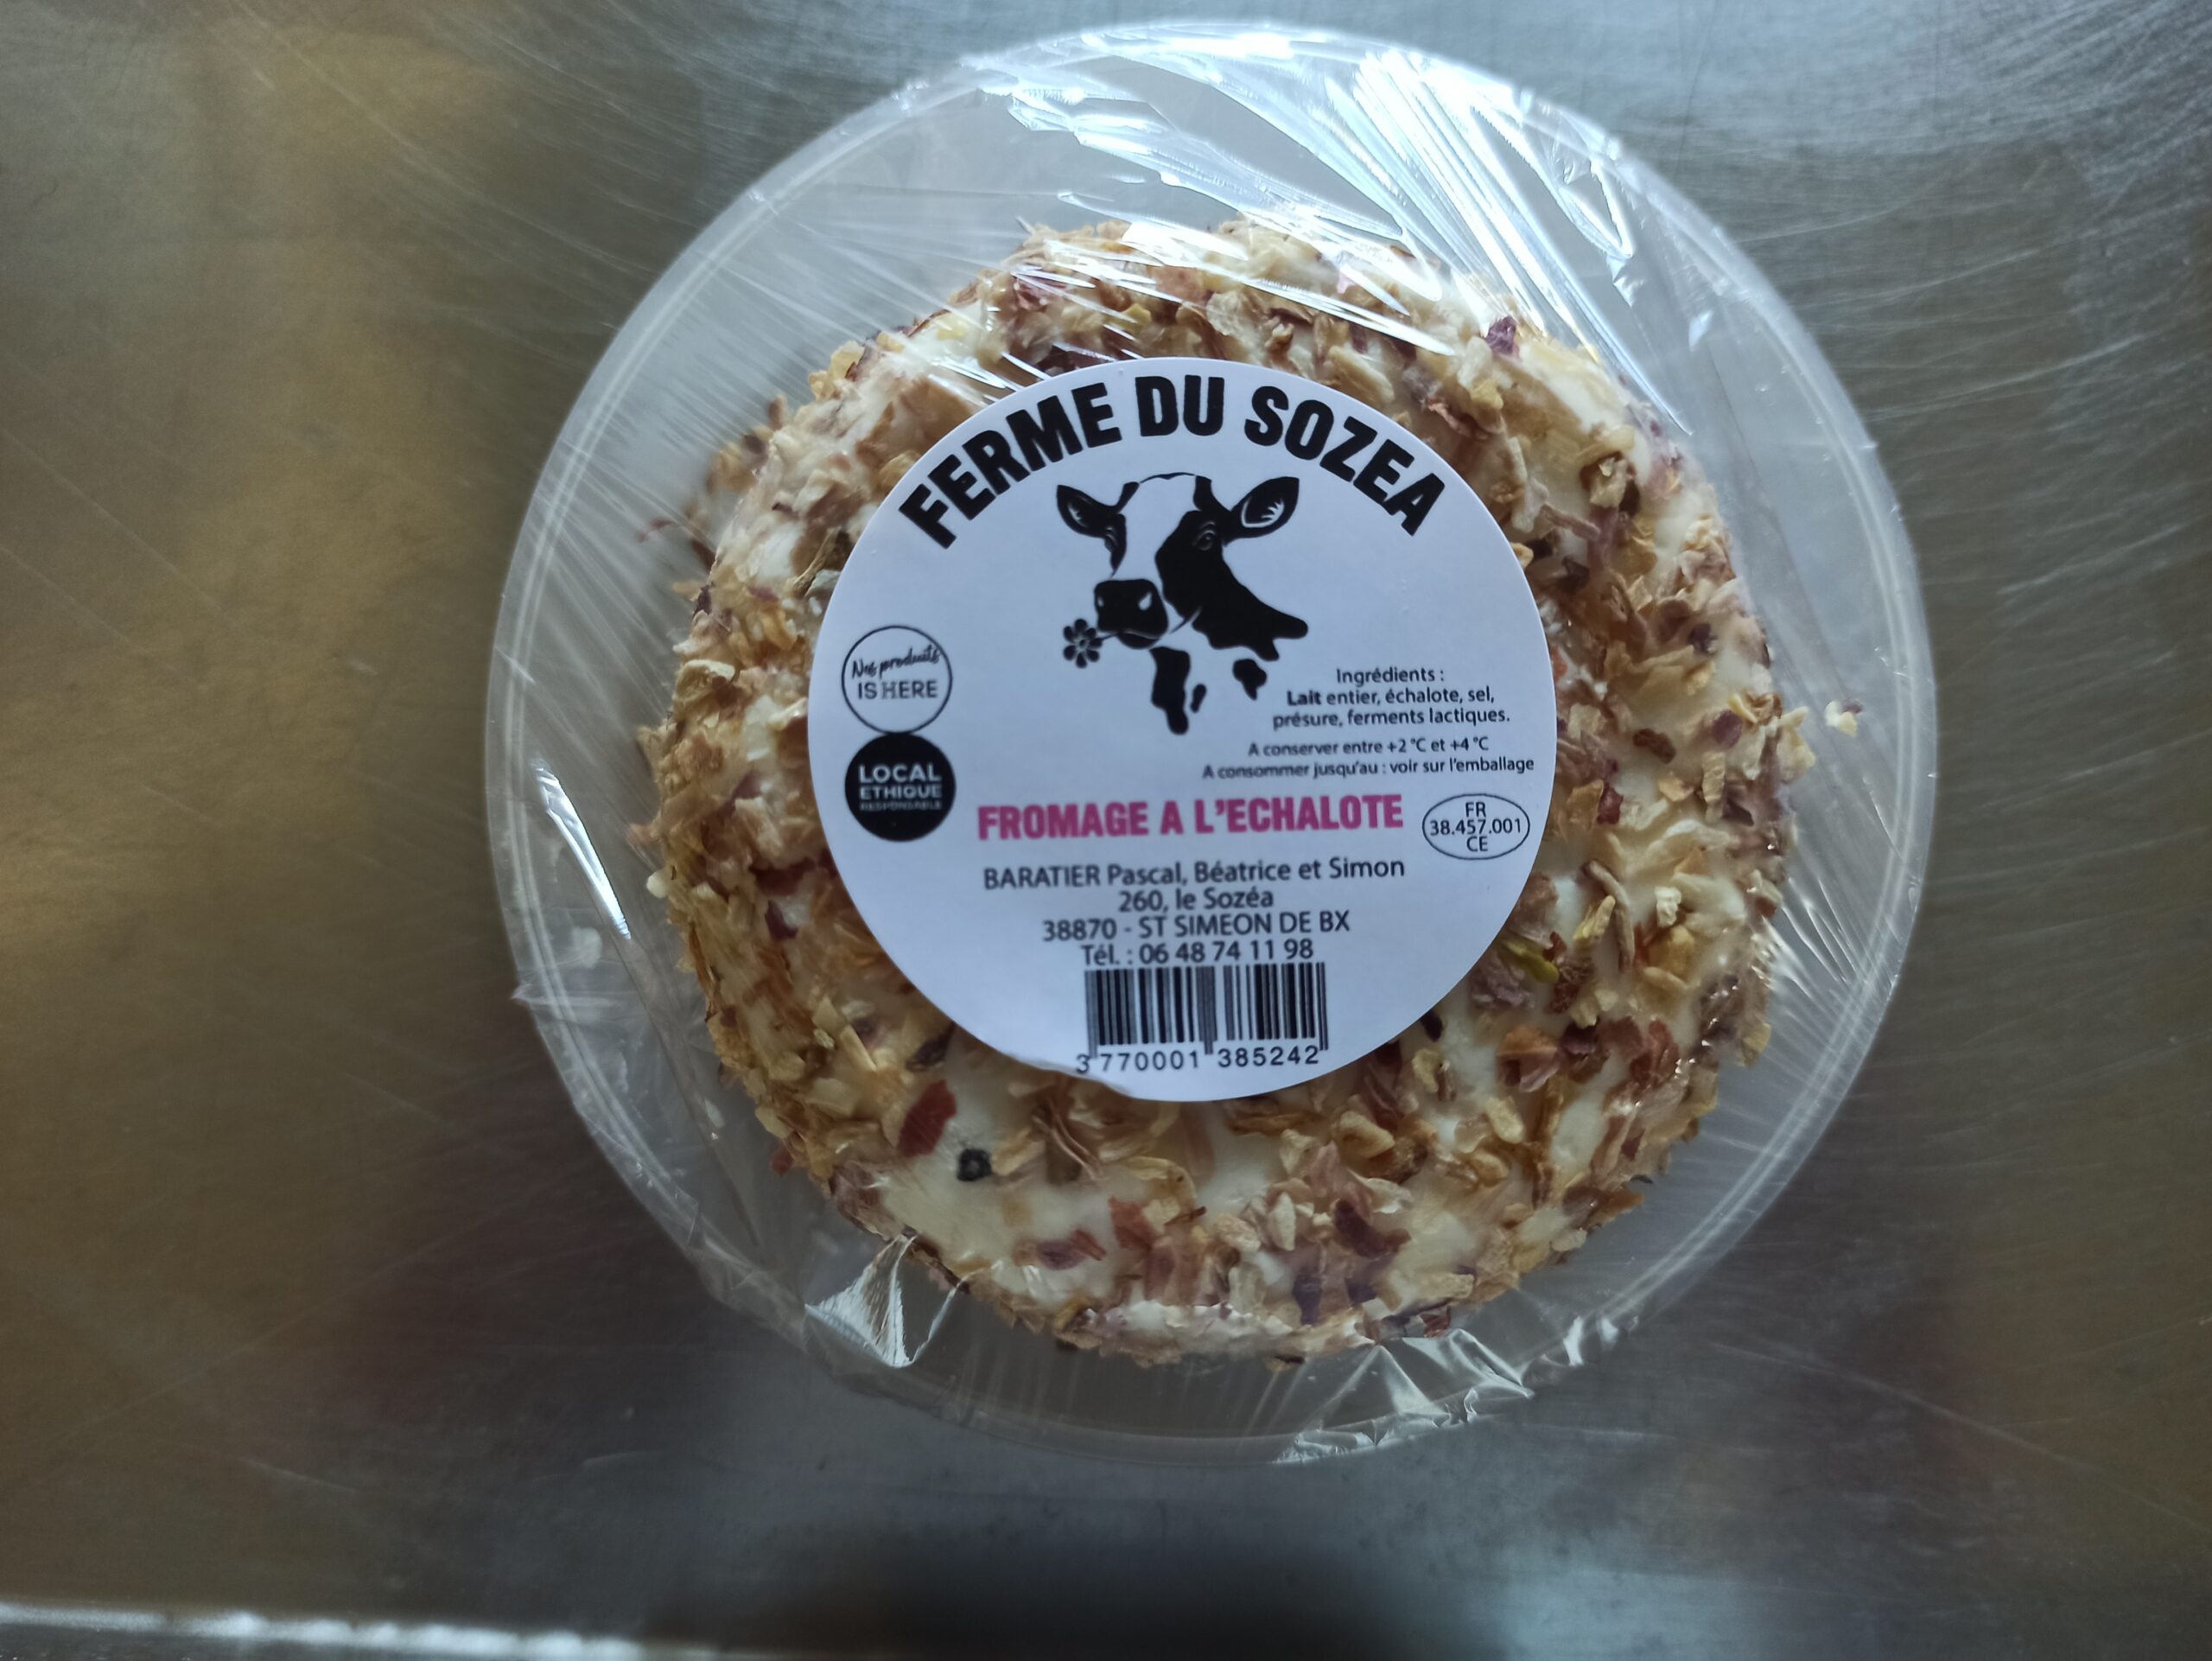 FERME DU SOZEA
Nos produits
IS HERE
LOCAL
ETHIQUE
RESPONSABLE
Ingrédients :
Lait entier, échalote, sel,
présure, ferments lactiques.
A conserver entre +2 °C et +4 °C
A consommer jusqu'au : voir sur l'emballage
FROMAGE A L'ECHALOTE
FR
38.457.001
CE
BARATIER Pascal, Béatrice et Simon
260, le Sozéa
38870 - ST SIMEON DE BX
Tél. : 06 48 74 11 98
3 770001 385242